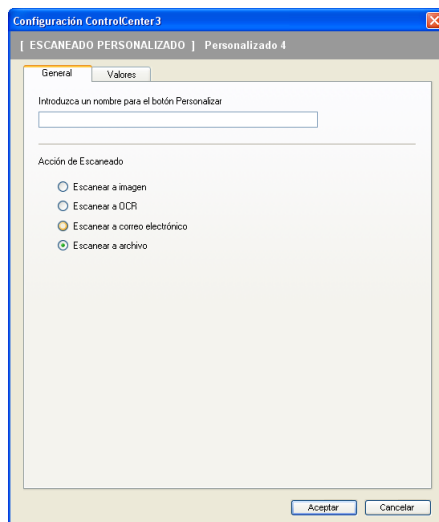 Configuración ControlCenter3
[ ESCANEADO PERSONALIZADO ] Personalizado 4
General Valores
Introduzca un nombre para el botón Personalizar
Acción de Escaneado
Escanear a imagen
Escanear a OCR
Escanear a correo electrónico
Escanear a archivo
Aceptar Cancelar